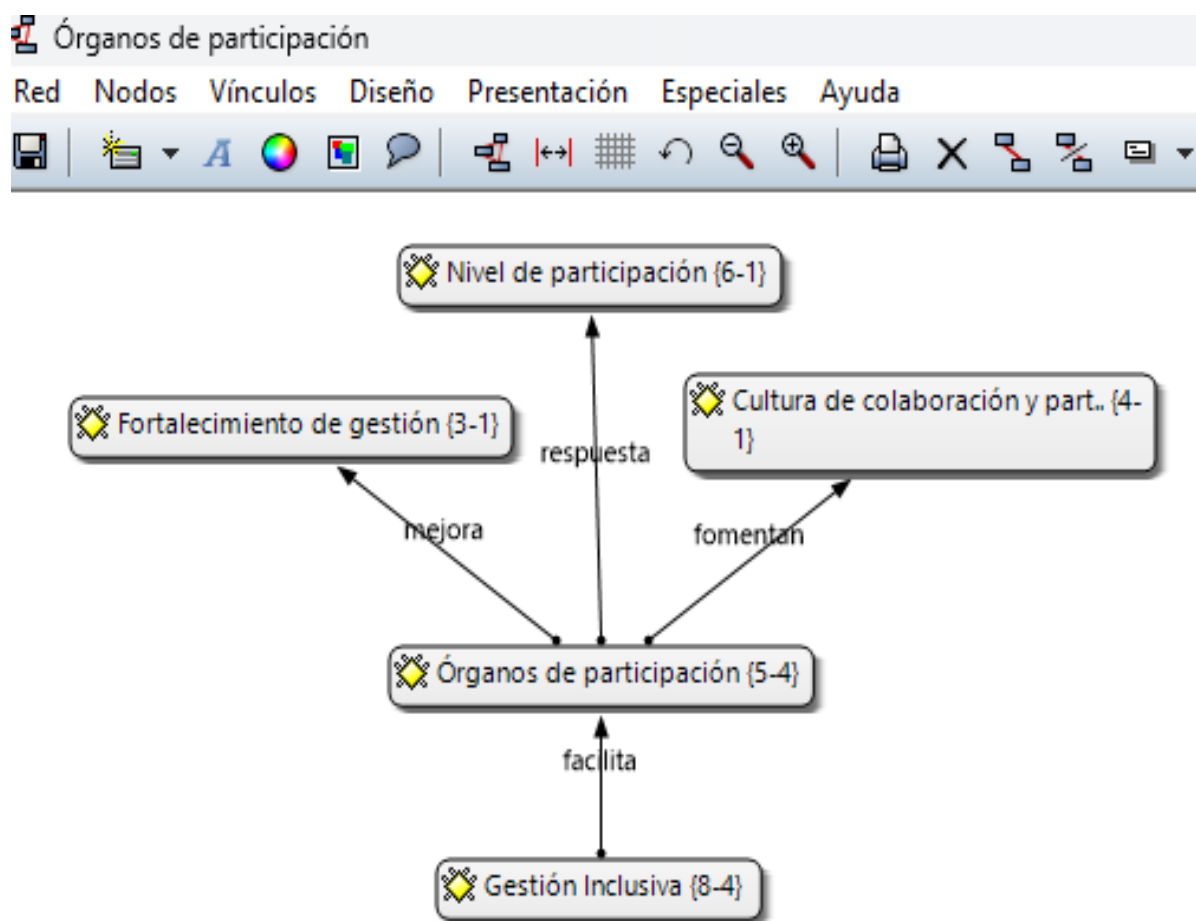 Órganos de participación
Red Nodos Vínculos Diseño Presentación Especiales Ayuda
A
Nivel de participación {6-1}
Cultura de colaboración y part.. {4-
1}
Fortalecimiento de gestión {3-1}
respuesta
mejora
fomentan
Órganos de participación {5-4}
facilita
Gestión Inclusiva {8-4}